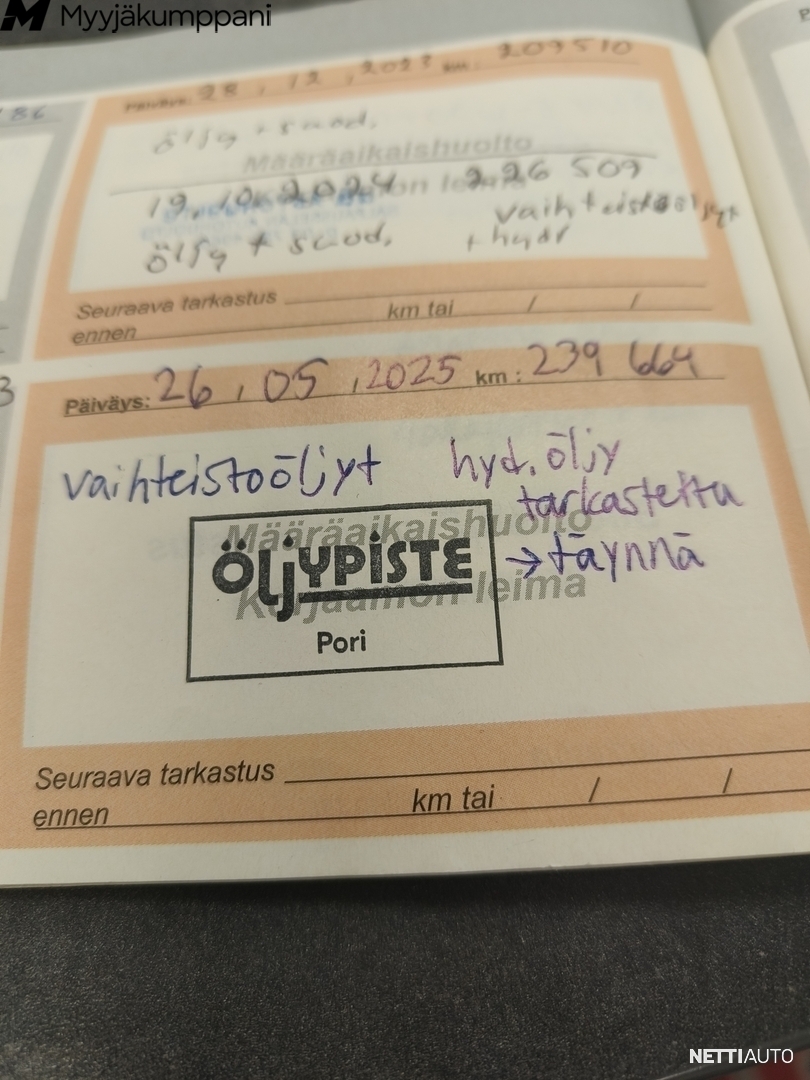 Myyjäkumppani
86
Päiväys: 28 , 12 , 2023 km : 209510
öljy + suod.
Määräaikaishuolto
19.10.2024 226 509
vaihteistoöljyt
öljy + suod. + hydr
Seuraava tarkastus
ennen km tai / /
3
Päiväys: 26 , 05 , 2025 km : 239 664
vaihteistoöljyt hyd. öljy
tarkastettu
→ täynnä
Määräaikaishuolto
ÖLJYPISTE
Korjaamon leima
Pori
Seuraava tarkastus
ennen km tai / /
NETTIAUTO